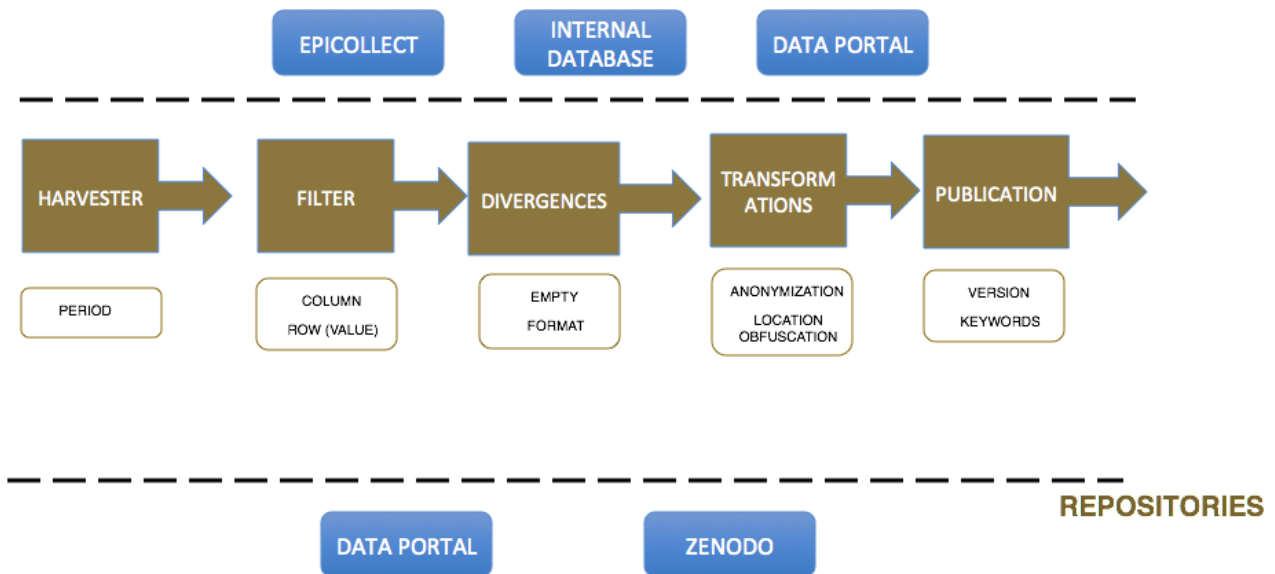 EPICOLLECT
INTERNAL
DATABASE
DATA PORTAL
HARVESTER
FILTER
DIVERGENCES
TRANSFORM
ATIONS
PUBLICATION
PERIOD
COLUMN
ROW (VALUE)
EMPTY
FORMAT
ANONYMIZATION
LOCATION
OBFUSCATION
VERSION
KEYWORDS
REPOSITORIES
DATA PORTAL
ZENODO